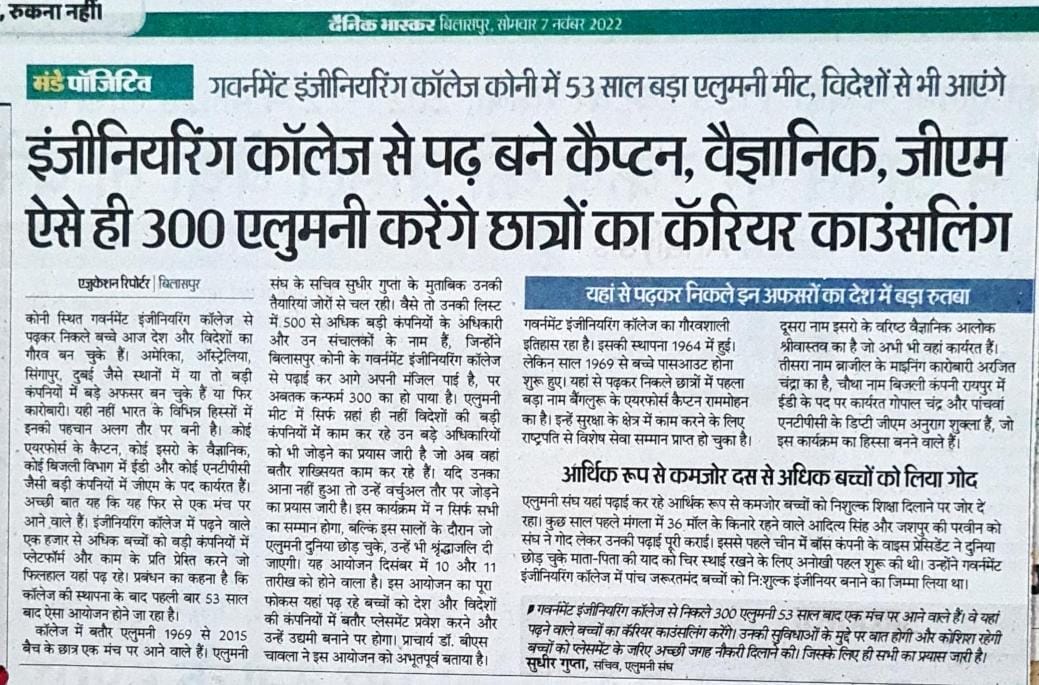 , रुकना नहीं।
दैनिक भास्कर बिलासपुर, सोमवार 7 नवंबर 2022
मंडे पॉजिटिव
गवर्नमेंट इंजीनियरिंग कॉलेज कोनी में 53 साल बड़ा एलुमनी मीट, विदेशों से भी आएंगे
इंजीनियरिंग कॉलेज से पढ़ बने कैप्टन, वैज्ञानिक, जीएम
ऐसे ही 300 एलुमनी करेंगे छात्रों का कॅरियर काउंसलिंग
एजुकेशन रिपोर्टर | बिलासपुर
कोनी स्थित गवर्नमेंट इंजीनियरिंग कॉलेज से
पढ़कर निकले बच्चे आज देश और विदेशों का
गौरव बन चुके हैं। अमेरिका, ऑस्ट्रेलिया,
सिंगापुर, दुबई जैसे स्थानों में या तो बड़ी
कंपनियों में बड़े अफसर बन चुके हैं या फिर
कारोबारी। यही नहीं भारत के विभिन्न हिस्सों में
इनकी पहचान अलग तौर पर बनी है। कोई
एयरफोर्स के कैप्टन, कोई इसरो के वैज्ञानिक,
कोई बिजली विभाग में ईडी और कोई एनटीपीसी
जैसी बड़ी कंपनियों में जीएम के पद कार्यरत हैं।
अच्छी बात यह कि यह फिर से एक मंच पर
आने वाले हैं। इंजीनियरिंग कॉलेज में पढ़ने वाले
एक हजार से अधिक बच्चों को बड़ी कंपनियों में
प्लेटफॉर्म और काम के प्रति प्रेरित करने जो
फिलहाल यहां पढ़ रहे। प्रबंधन का कहना है कि
कॉलेज की स्थापना के बाद पहली बार 53 साल
बाद ऐसा आयोजन होने जा रहा है।
कॉलेज में बतौर एलुमनी 1969 से 2015
बैच के छात्र एक मंच पर आने वाले हैं। एलुमनी
संघ के सचिव सुधीर गुप्ता के मुताबिक उनकी
तैयारियां जोरों से चल रही। वैसे तो उनकी लिस्ट
में 500 से अधिक बड़ी कंपनियों के अधिकारी
और उन संचालकों के नाम हैं, जिन्होंने
बिलासपुर कोनी के गवर्नमेंट इंजीनियरिंग कॉलेज
से पढ़ाई कर आगे अपनी मंजिल पाई है, पर
अबतक कन्फर्म 300 का हो पाया है। एलुमनी
मीट में सिर्फ यहां ही नहीं विदेशों की बड़ी
कंपनियों में काम कर रहे उन बड़े अधिकारियों
को भी जोड़ने का प्रयास जारी है जो अब वहां
बतौर शख्सियत काम कर रहे हैं। यदि उनका
आना नहीं हुआ तो उन्हें वर्चुअल तौर पर जोड़ने
का प्रयास जारी है। इस कार्यक्रम में न सिर्फ सभी
का सम्मान होगा, बल्कि इस सालों के दौरान जो
एलुमनी दुनिया छोड़ चुके, उन्हें भी श्रृंद्धाजलि दी
जाएगी। यह आयोजन दिसंबर में 10 और 11
तारीख को होने वाला है। इस आयोजन का पूरा
फोकस यहां पढ़ रहे बच्चों को देश और विदेशों
की कंपनियों में बतौर प्लेसमेंट प्रवेश करने और
उन्हें उद्यमी बनाने पर होगा। प्राचार्य डॉ. बीएस
चावला ने इस आयोजन को अभूतपूर्व बताया है।
यहां से पढ़कर निकले इन अफसरों का देश में बड़ा रुतबा
गवर्नमेंट इंजीनियरिंग कॉलेज का गौरवशाली
इतिहास रहा है। इसकी स्थापना 1964 में हुई।
लेकिन साल 1969 से बच्चे पासआउट होना
शुरू हुए। यहां से पढ़कर निकले छात्रों में पहला
बड़ा नाम बैंगलुरू के एयरफोर्स कैप्टन राममोहन
का है। इन्हें सुरक्षा के क्षेत्र में काम करने के लिए
राष्ट्रपति से विशेष सेवा सम्मान प्राप्त हो चुका है।
दूसरा नाम इसरो के वरिष्ठ वैज्ञानिक आलोक
श्रीवास्तव का है जो अभी भी वहां कार्यरत हैं।
तीसरा नाम ब्राजील के माइनिंग कारोबारी अरजित
चंद्रा का है, चौथा नाम बिजली कंपनी रायपुर में
ईडी के पद पर कार्यरत गोपाल चंद्र और पांचवां
एनटीपीसी के डिप्टी जीएम अनुराग शुक्ला हैं, जो
इस कार्यक्रम का हिस्सा बनने वाले हैं।
आर्थिक रूप से कमजोर दस से अधिक बच्चों को लिया गोद
एलुमनी संघ यहां पढ़ाई कर रहे आर्थिक रूप से कमजोर बच्चों को निशुल्क शिक्षा दिलाने पर जोर दे
रहा। कुछ साल पहले मंगला में 36 मॉल के किनारे रहने वाले आदित्य सिंह और जशपुर की परवीन को
संघ ने गोद लेकर उनकी पढ़ाई पूरी कराई। इससे पहले चीन में बॉस कंपनी के वाइस प्रेसिडेंट ने दुनिया
छोड़ चुके माता-पिता की याद को चिर स्थाई रखने के लिए अनोखी पहल शुरू की थी। उन्होंने गवर्नमेंट
इंजीनियरिंग कॉलेज में पांच जरूरतमंद बच्चों को नि:शुल्क इंजीनियर बनाने का जिम्मा लिया था।
गवर्नमेंट इंजीनियरिंग कॉलेज से निकले 300 एलुमनी 53 साल बाद एक मंच पर आने वाले हैं। वे यहां
पढ़ने वाले बच्चों का कॅरियर काउंसलिंग करेंगी। उनकी सुविधाओं के मुद्दे पर बात होगी और कोशिश रहेगी
बच्चों को प्लेसमेंट के जरिए अच्छी जगह नौकरी दिलाने की। जिसके लिए ही सभी का प्रयास जारी है।
सुधीर गुप्ता, सचिव, एलुमनी संघ